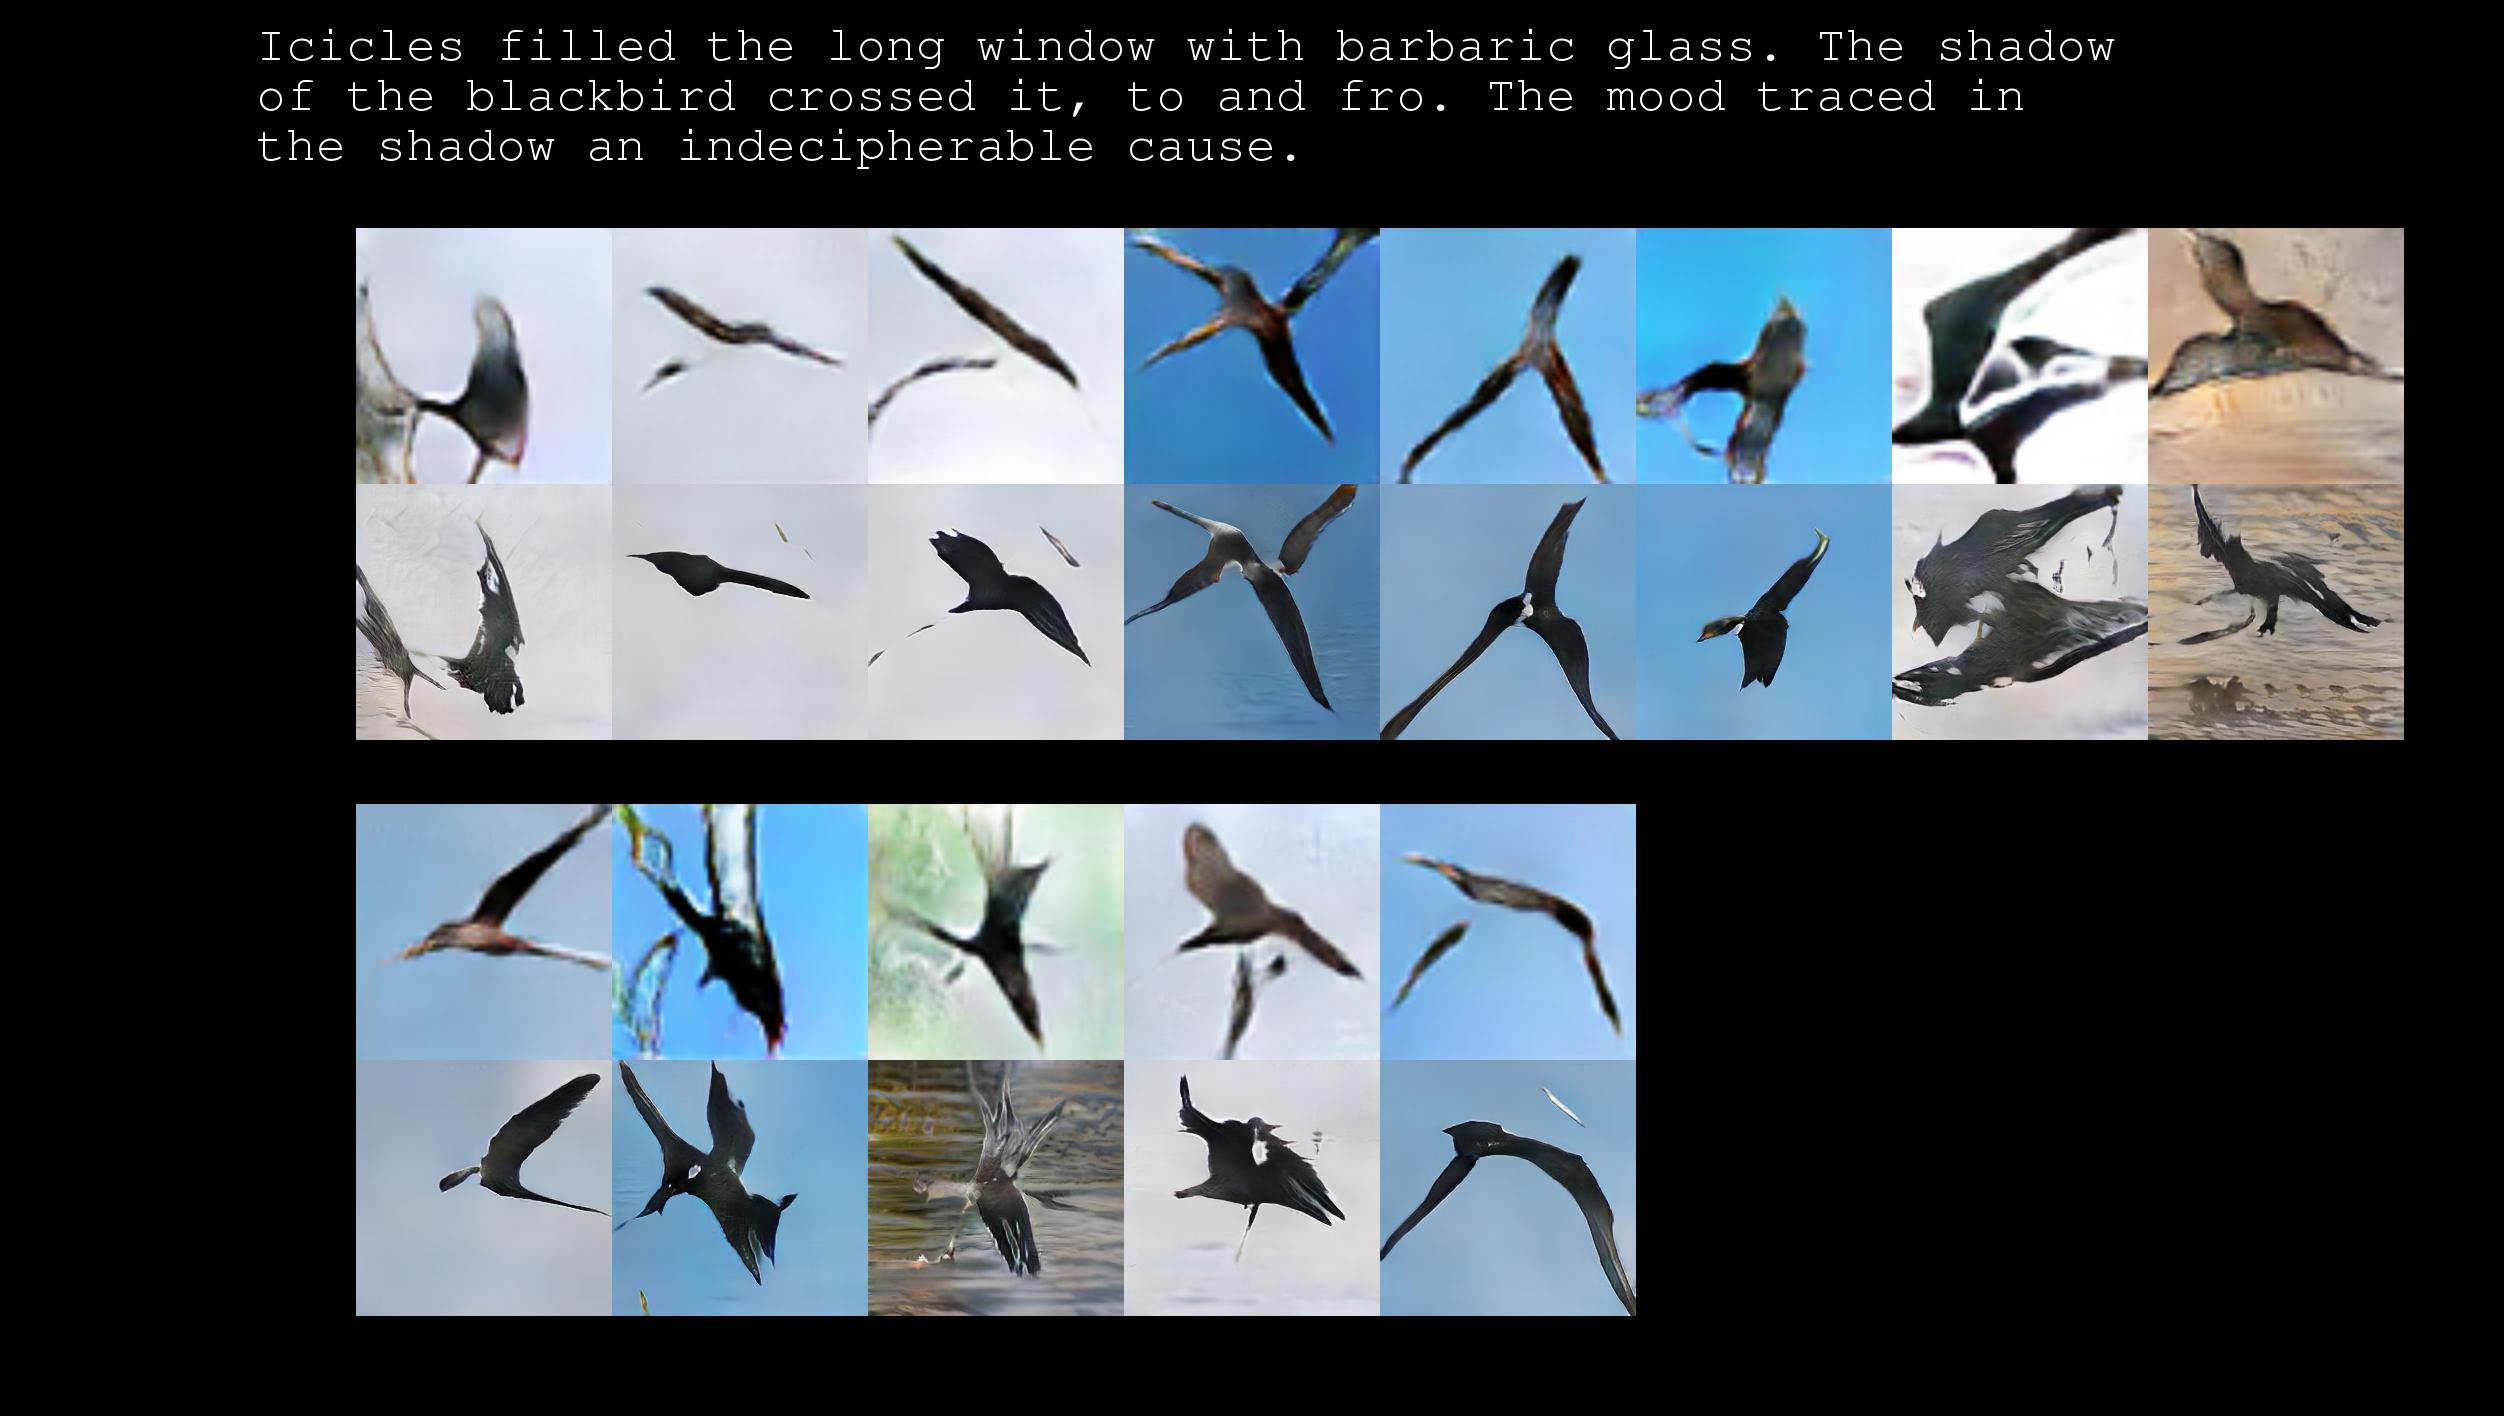 Icicles filled the long window with barbaric glass. The shadow
of the blackbird crossed it, to and fro. The mood traced in
the shadow an indecipherable cause.